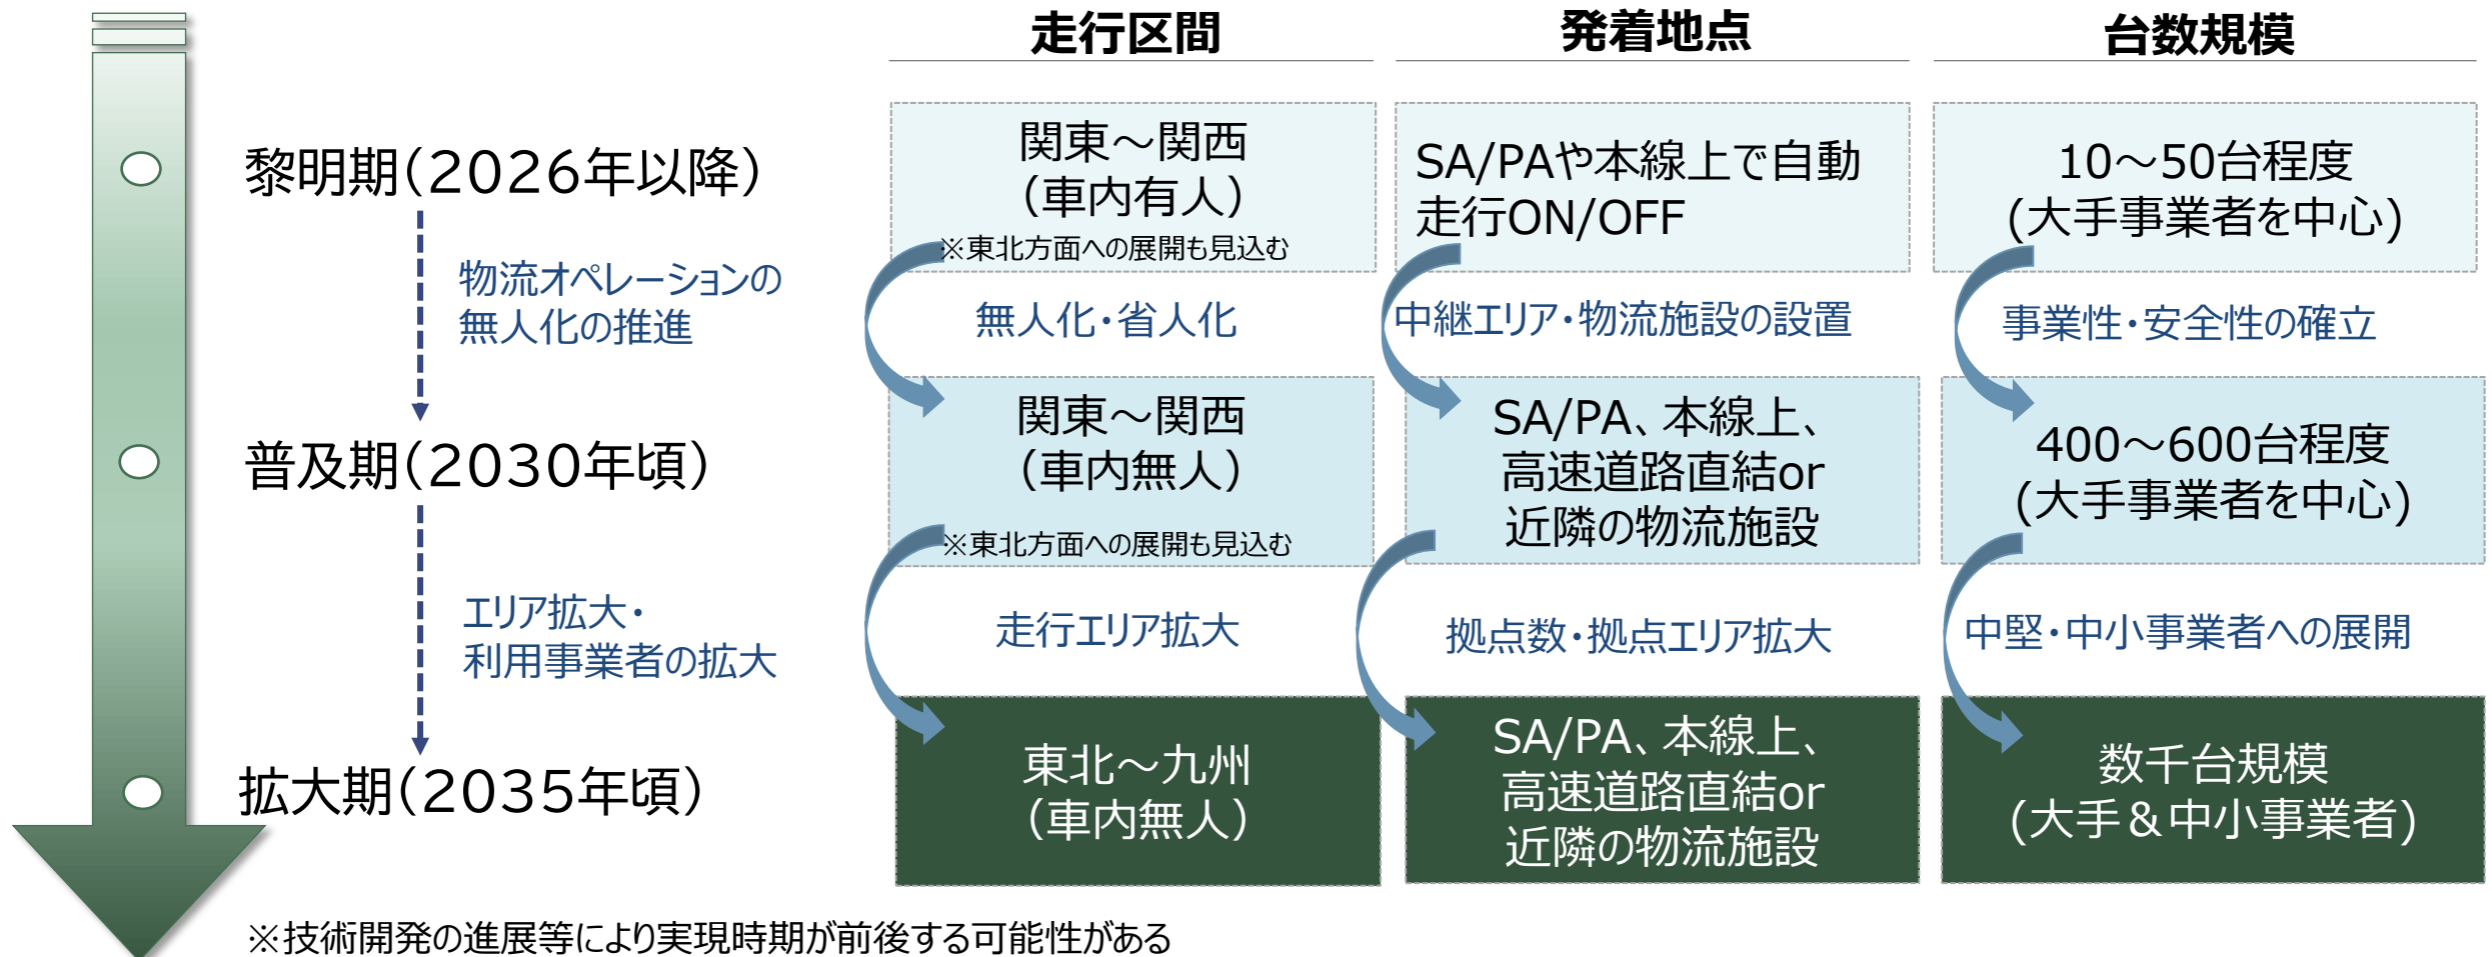 走行区間
発着地点
台数規模
黎明期(2026年以降)
関東～関西
(車内有人)
※東北方面への展開も見込む
SA/PAや本線上で自動
走行ON/OFF
10～50台程度
(大手事業者を中心)
物流オペレーションの
無人化の推進
無人化・省人化
中継エリア・物流施設の設置
事業性・安全性の確立
普及期(2030年頃)
関東～関西
(車内無人)
※東北方面への展開も見込む
SA/PA、本線上、
高速道路直結or
近隣の物流施設
400～600台程度
(大手事業者を中心)
エリア拡大・
利用事業者の拡大
走行エリア拡大
拠点数・拠点エリア拡大
中堅・中小事業者への展開
拡大期(2035年頃)
東北～九州
(車内無人)
SA/PA、本線上、
高速道路直結or
近隣の物流施設
数千台規模
(大手＆中小事業者)
※技術開発の進展等により実現時期が前後する可能性がある